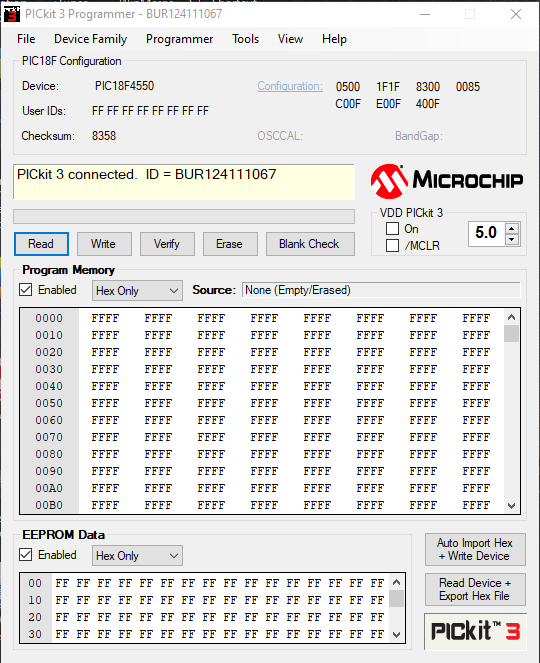 PICkit 3 Programmer - BUR124111067
File Device Family Programmer Tools View Help
PIC18F Configuration
Device: PIC18F4550 Configuration: 0500 1F1F 8300 0085
User IDs: FF FF FF FF FF FF FF FF C00F E00F 400F
Checksum: 8358 OSCCAL: BandGap:
PICkit 3 connected. ID = BUR124111067
MICROCHIP
VDD PICkit 3
On
/MCLR
5.0
Read Write Verify Erase Blank Check
Program Memory
Enabled Hex Only Source: None (Empty/Erased)
0000 FFFF FFFF FFFF FFFF FFFF FFFF FFFF FFFF
0010 FFFF FFFF FFFF FFFF FFFF FFFF FFFF FFFF
0020 FFFF FFFF FFFF FFFF FFFF FFFF FFFF FFFF
0030 FFFF FFFF FFFF FFFF FFFF FFFF FFFF FFFF
0040 FFFF FFFF FFFF FFFF FFFF FFFF FFFF FFFF
0050 FFFF FFFF FFFF FFFF FFFF FFFF FFFF FFFF
0060 FFFF FFFF FFFF FFFF FFFF FFFF FFFF FFFF
0070 FFFF FFFF FFFF FFFF FFFF FFFF FFFF FFFF
0080 FFFF FFFF FFFF FFFF FFFF FFFF FFFF FFFF
0090 FFFF FFFF FFFF FFFF FFFF FFFF FFFF FFFF
00A0 FFFF FFFF FFFF FFFF FFFF FFFF FFFF FFFF
00B0 FFFF FFFF FFFF FFFF FFFF FFFF FFFF FFFF
EEPROM Data
Enabled Hex Only
00 FF FF FF FF FF FF FF FF FF FF FF FF FF FF FF FF
10 FF FF FF FF FF FF FF FF FF FF FF FF FF FF FF FF
20 FF FF FF FF FF FF FF FF FF FF FF FF FF FF FF FF
30 FF FF FF FF FF FF FF FF FF FF FF FF FF FF FF FF
Auto Import Hex
+ Write Device
Read Device +
Export Hex File
PICkit™ 3